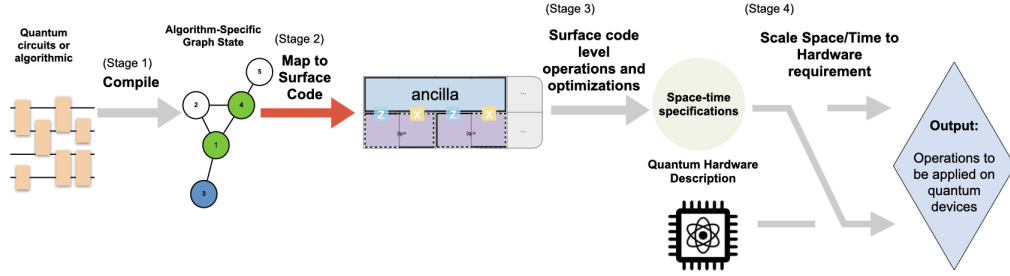 Quantum
circuits or
algorithmic
(Stage 1)
Compile
Algorithm-Specific
Graph State
5
2
4
1
3
(Stage 2)
Map to
Surface
Code
ancilla
Z
X
Z
X
|q>
|q>
...
...
(Stage 3)
Surface code
level
operations and
optimizations
Space-time
specifications
Quantum Hardware
Description
(Stage 4)
Scale Space/Time to
Hardware
requirement
Output:
Operations to
be applied on
quantum
devices